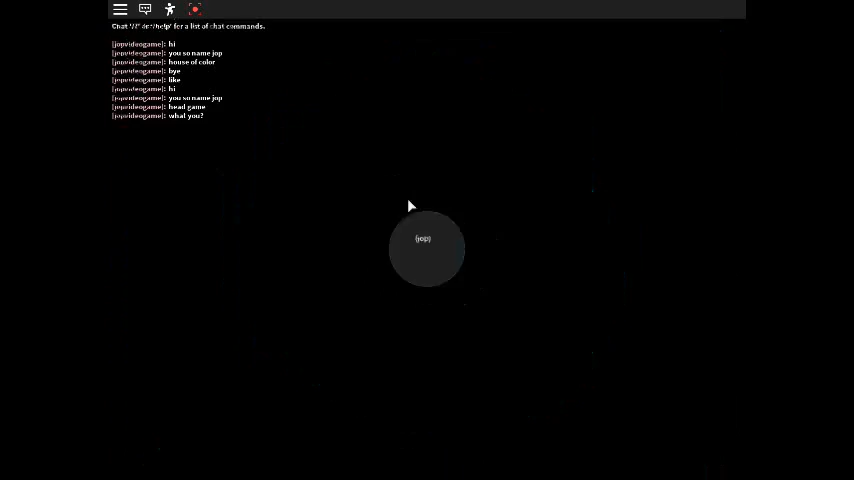 Chat '/?' or '/help' for a list of chat commands.
[jopvideogame]: hi
[jopvideogame]: you so name jop
[jopvideogame]: house of color
[jopvideogame]: bye
[jopvideogame]: like
[jopvideogame]: hi
[jopvideogame]: you so name jop
[jopvideogame]: head game
[jopvideogame]: what you?
(jop)